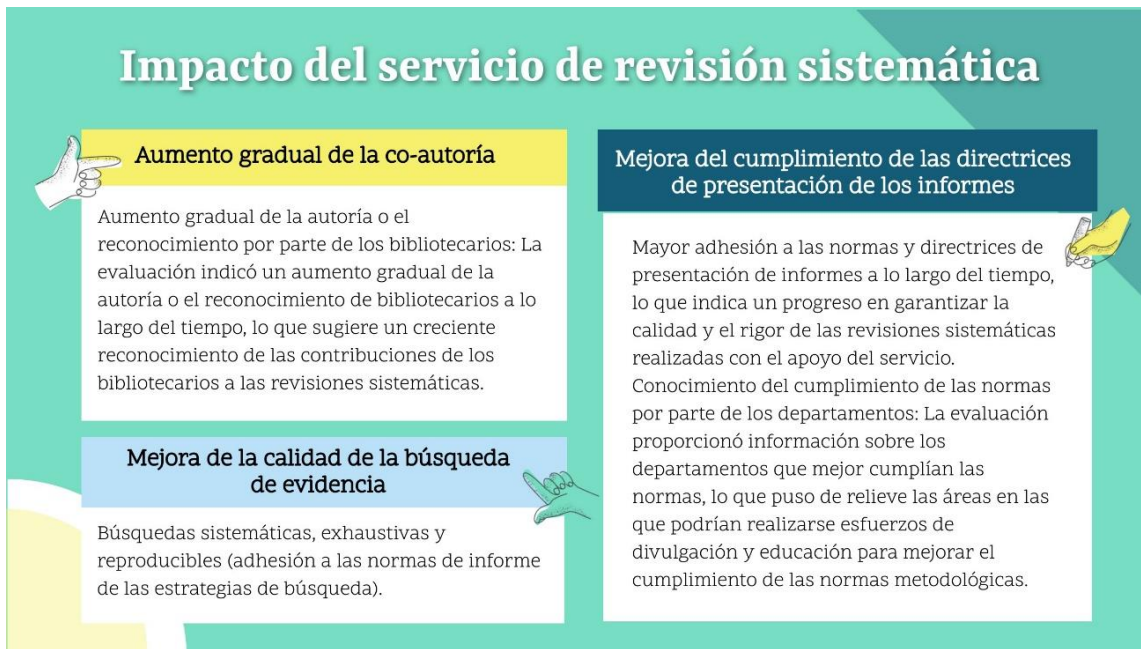 Impacto del servicio de revisión sistemática
Aumento gradual de la co-autoría
Aumento gradual de la autoría o el
reconocimiento por parte de los bibliotecarios: La
evaluación indicó un aumento gradual de la
autoría o el reconocimiento de bibliotecarios a lo
largo del tiempo, lo que sugiere un creciente
reconocimiento de las contribuciones de los
bibliotecarios a las revisiones sistemáticas.
Mejora de la calidad de la búsqueda
de evidencia
Búsquedas sistemáticas, exhaustivas y
reproducibles (adhesión a las normas de informe
de las estrategias de búsqueda).
Mejora del cumplimiento de las directrices
de presentación de los informes
Mayor adhesión a las normas y directrices de
presentación de informes a lo largo del tiempo,
lo que indica un progreso en garantizar la
calidad y el rigor de las revisiones sistemáticas
realizadas con el apoyo del servicio.
Conocimiento del cumplimiento de las normas
por parte de los departamentos: La evaluación
proporcionó información sobre los
departamentos que mejor cumplían las
normas, lo que puso de relieve las áreas en las
que podrían realizarse esfuerzos de
divulgación y educación para mejorar el
cumplimiento de las normas metodológicas.